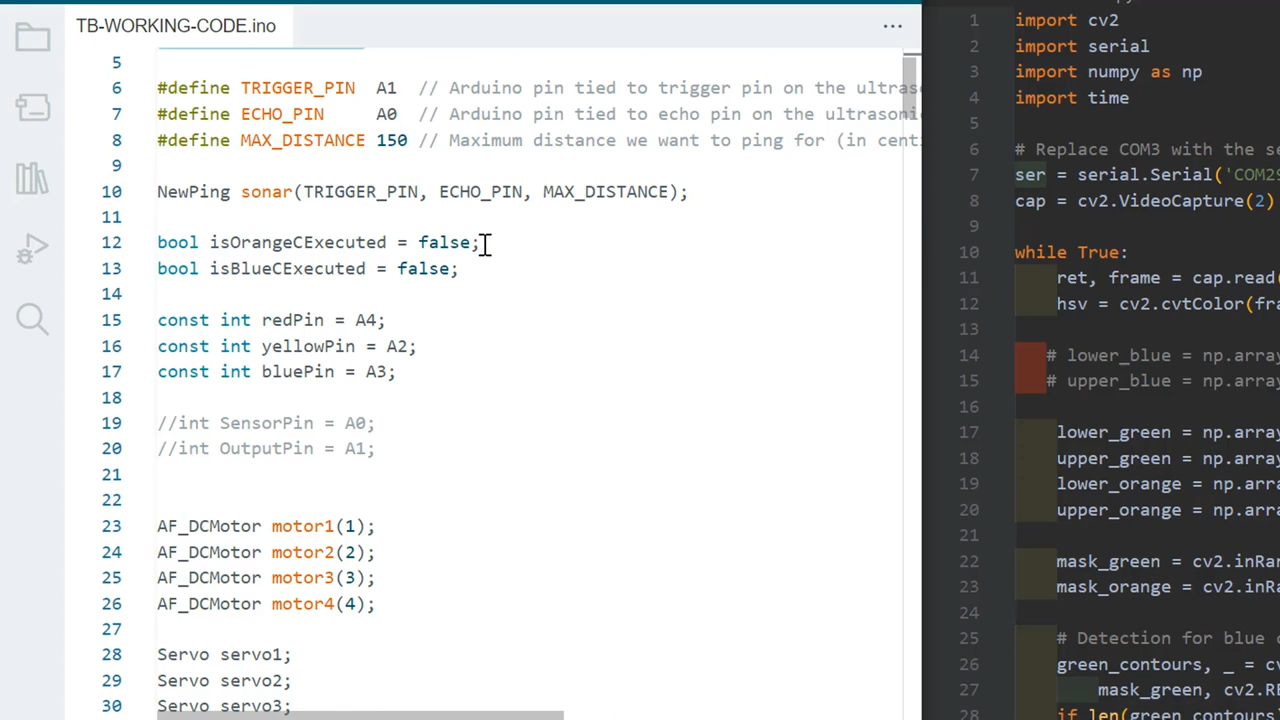 TB-WORKING-CODE.ino
...
5
6 #define TRIGGER_PIN  A1  // Arduino pin tied to trigger pin on the ultras
7 #define ECHO_PIN     A0  // Arduino pin tied to echo pin on the ultrasoni
8 #define MAX_DISTANCE 150 // Maximum distance we want to ping for (in cent
9
10 NewPing sonar(TRIGGER_PIN, ECHO_PIN, MAX_DISTANCE);
11
12 bool isOrangeCExecuted = false;
13 bool isBlueCExecuted = false;
14
15 const int redPin = A4;
16 const int yellowPin = A2;
17 const int bluePin = A3;
18
19 //int SensorPin = A0;
20 //int OutputPin = A1;
21
22
23 AF_DCMotor motor1(1);
24 AF_DCMotor motor2(2);
25 AF_DCMotor motor3(3);
26 AF_DCMotor motor4(4);
27
28 Servo servo1;
29 Servo servo2;
30 Servo servo3;
1 import cv2
2 import serial
3 import numpy as np
4 import time
5
6 # Replace COM3 with the se
7 ser = serial.Serial('COM29
8 cap = cv2.VideoCapture(2)
9
10 while True:
11 ret, frame = cap.read(
12 hsv = cv2.cvtColor(fra
13
14 # lower_blue = np.array
15 # upper_blue = np.array
16
17 lower_green = np.array
18 upper_green = np.array
19 lower_orange = np.arra
20 upper_orange = np.arra
21
22 mask_green = cv2.inRan
23 mask_orange = cv2.inRa
24
25 # Detection for blue c
26 green_contours, _ = cv
27 mask_green, cv2.RE
28 if len(green_contours